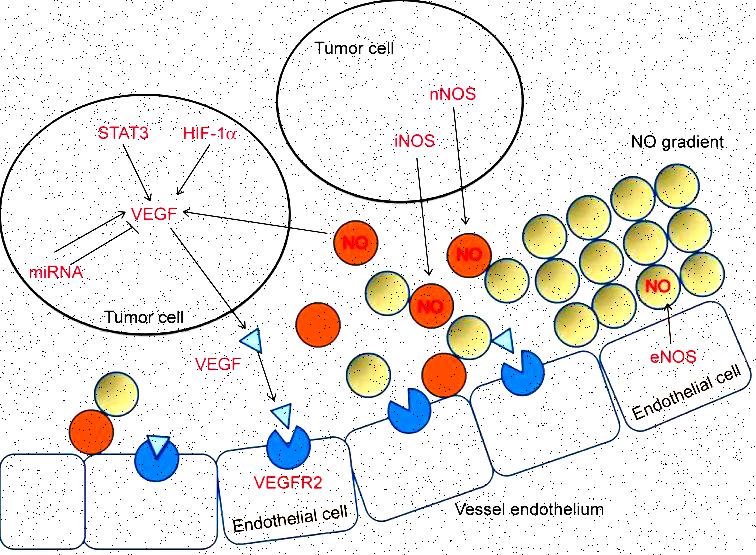 Tumor cell
nNOS
iNOS
STAT3 HIF-1α
NO gradient
VEGF
NO
NO
miRNA
NO
NO
Tumor cell
VEGF
eNOS
Endothelial cell
VEGFR2
Endothelial cell
Vessel endothelium